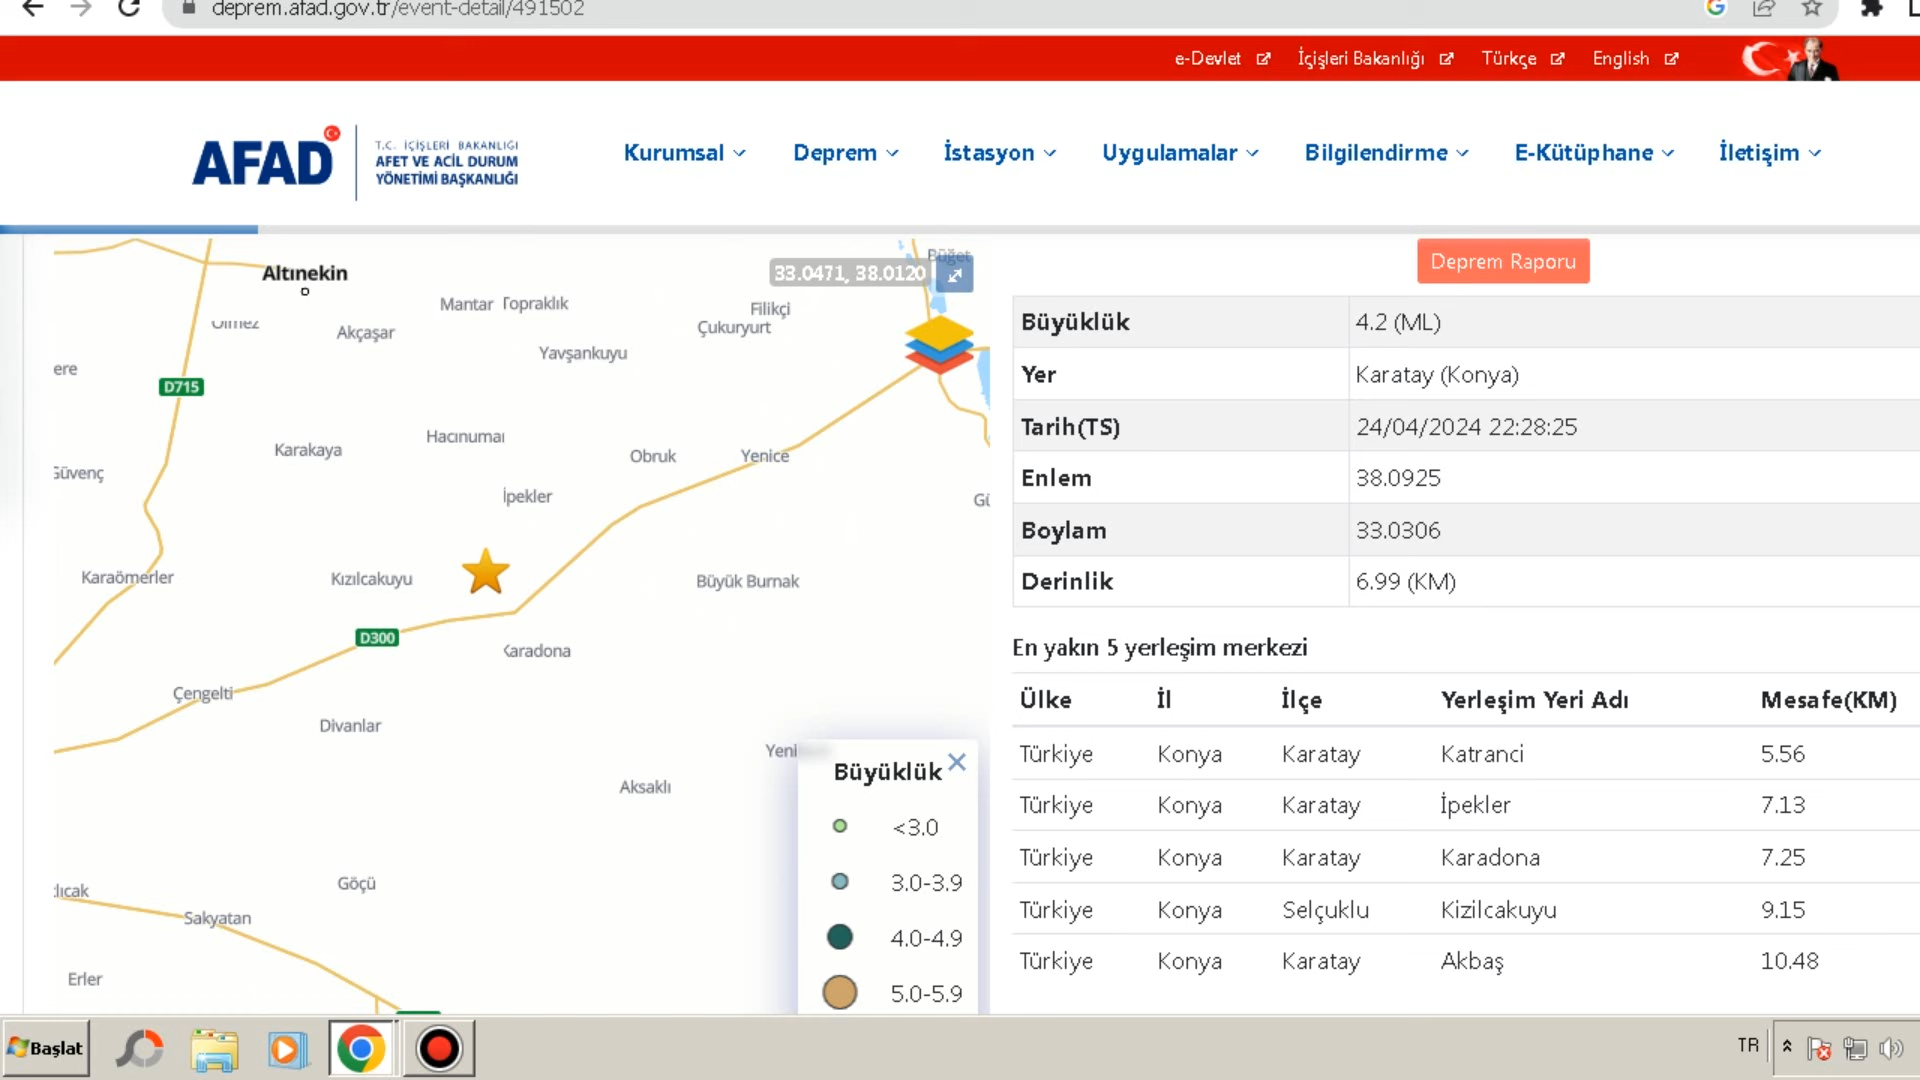 deprem.afad.gov.tr/event-detail/491502
e-Devlet İçişleri Bakanlığı Türkçe English
AFAD
T.C. İÇİŞLERİ BAKANLIĞI
AFET VE ACİL DURUM
YÖNETİMİ BAŞKANLIĞI
Kurumsal Deprem İstasyon Uygulamalar Bilgilendirme E-Kütüphane İletişim
Altınekin
33.0471, 38.0120
Büget
Mantar Topraklık
Filikçi
Çukuryurt
Akçaşar
Yavşankuyu
ere
D715
Hacınumaı
Karakaya
Obruk
Yenice
Güvenç
İpekler
Karaömerler
Kızılcakuyu
Büyük Burnak
D300
Karadona
Çengelti
Divanlar
Yeni
Aksaklı
Göçü
Sakyatan
Erler
Büyüklük
<3.0
3.0-3.9
4.0-4.9
5.0-5.9
Deprem Raporu
Büyüklük 4.2 (ML)
Yer Karatay (Konya)
Tarih(TS) 24/04/2024 22:28:25
Enlem 38.0925
Boylam 33.0306
Derinlik 6.99 (KM)
En yakın 5 yerleşim merkezi
Ülke İl İlçe Yerleşim Yeri Adı Mesafe(KM)
Türkiye Konya Karatay Katranci 5.56
Türkiye Konya Karatay İpekler 7.13
Türkiye Konya Karatay Karadona 7.25
Türkiye Konya Selçuklu Kizilcakuyu 9.15
Türkiye Konya Karatay Akbaş 10.48
Başlat
TR